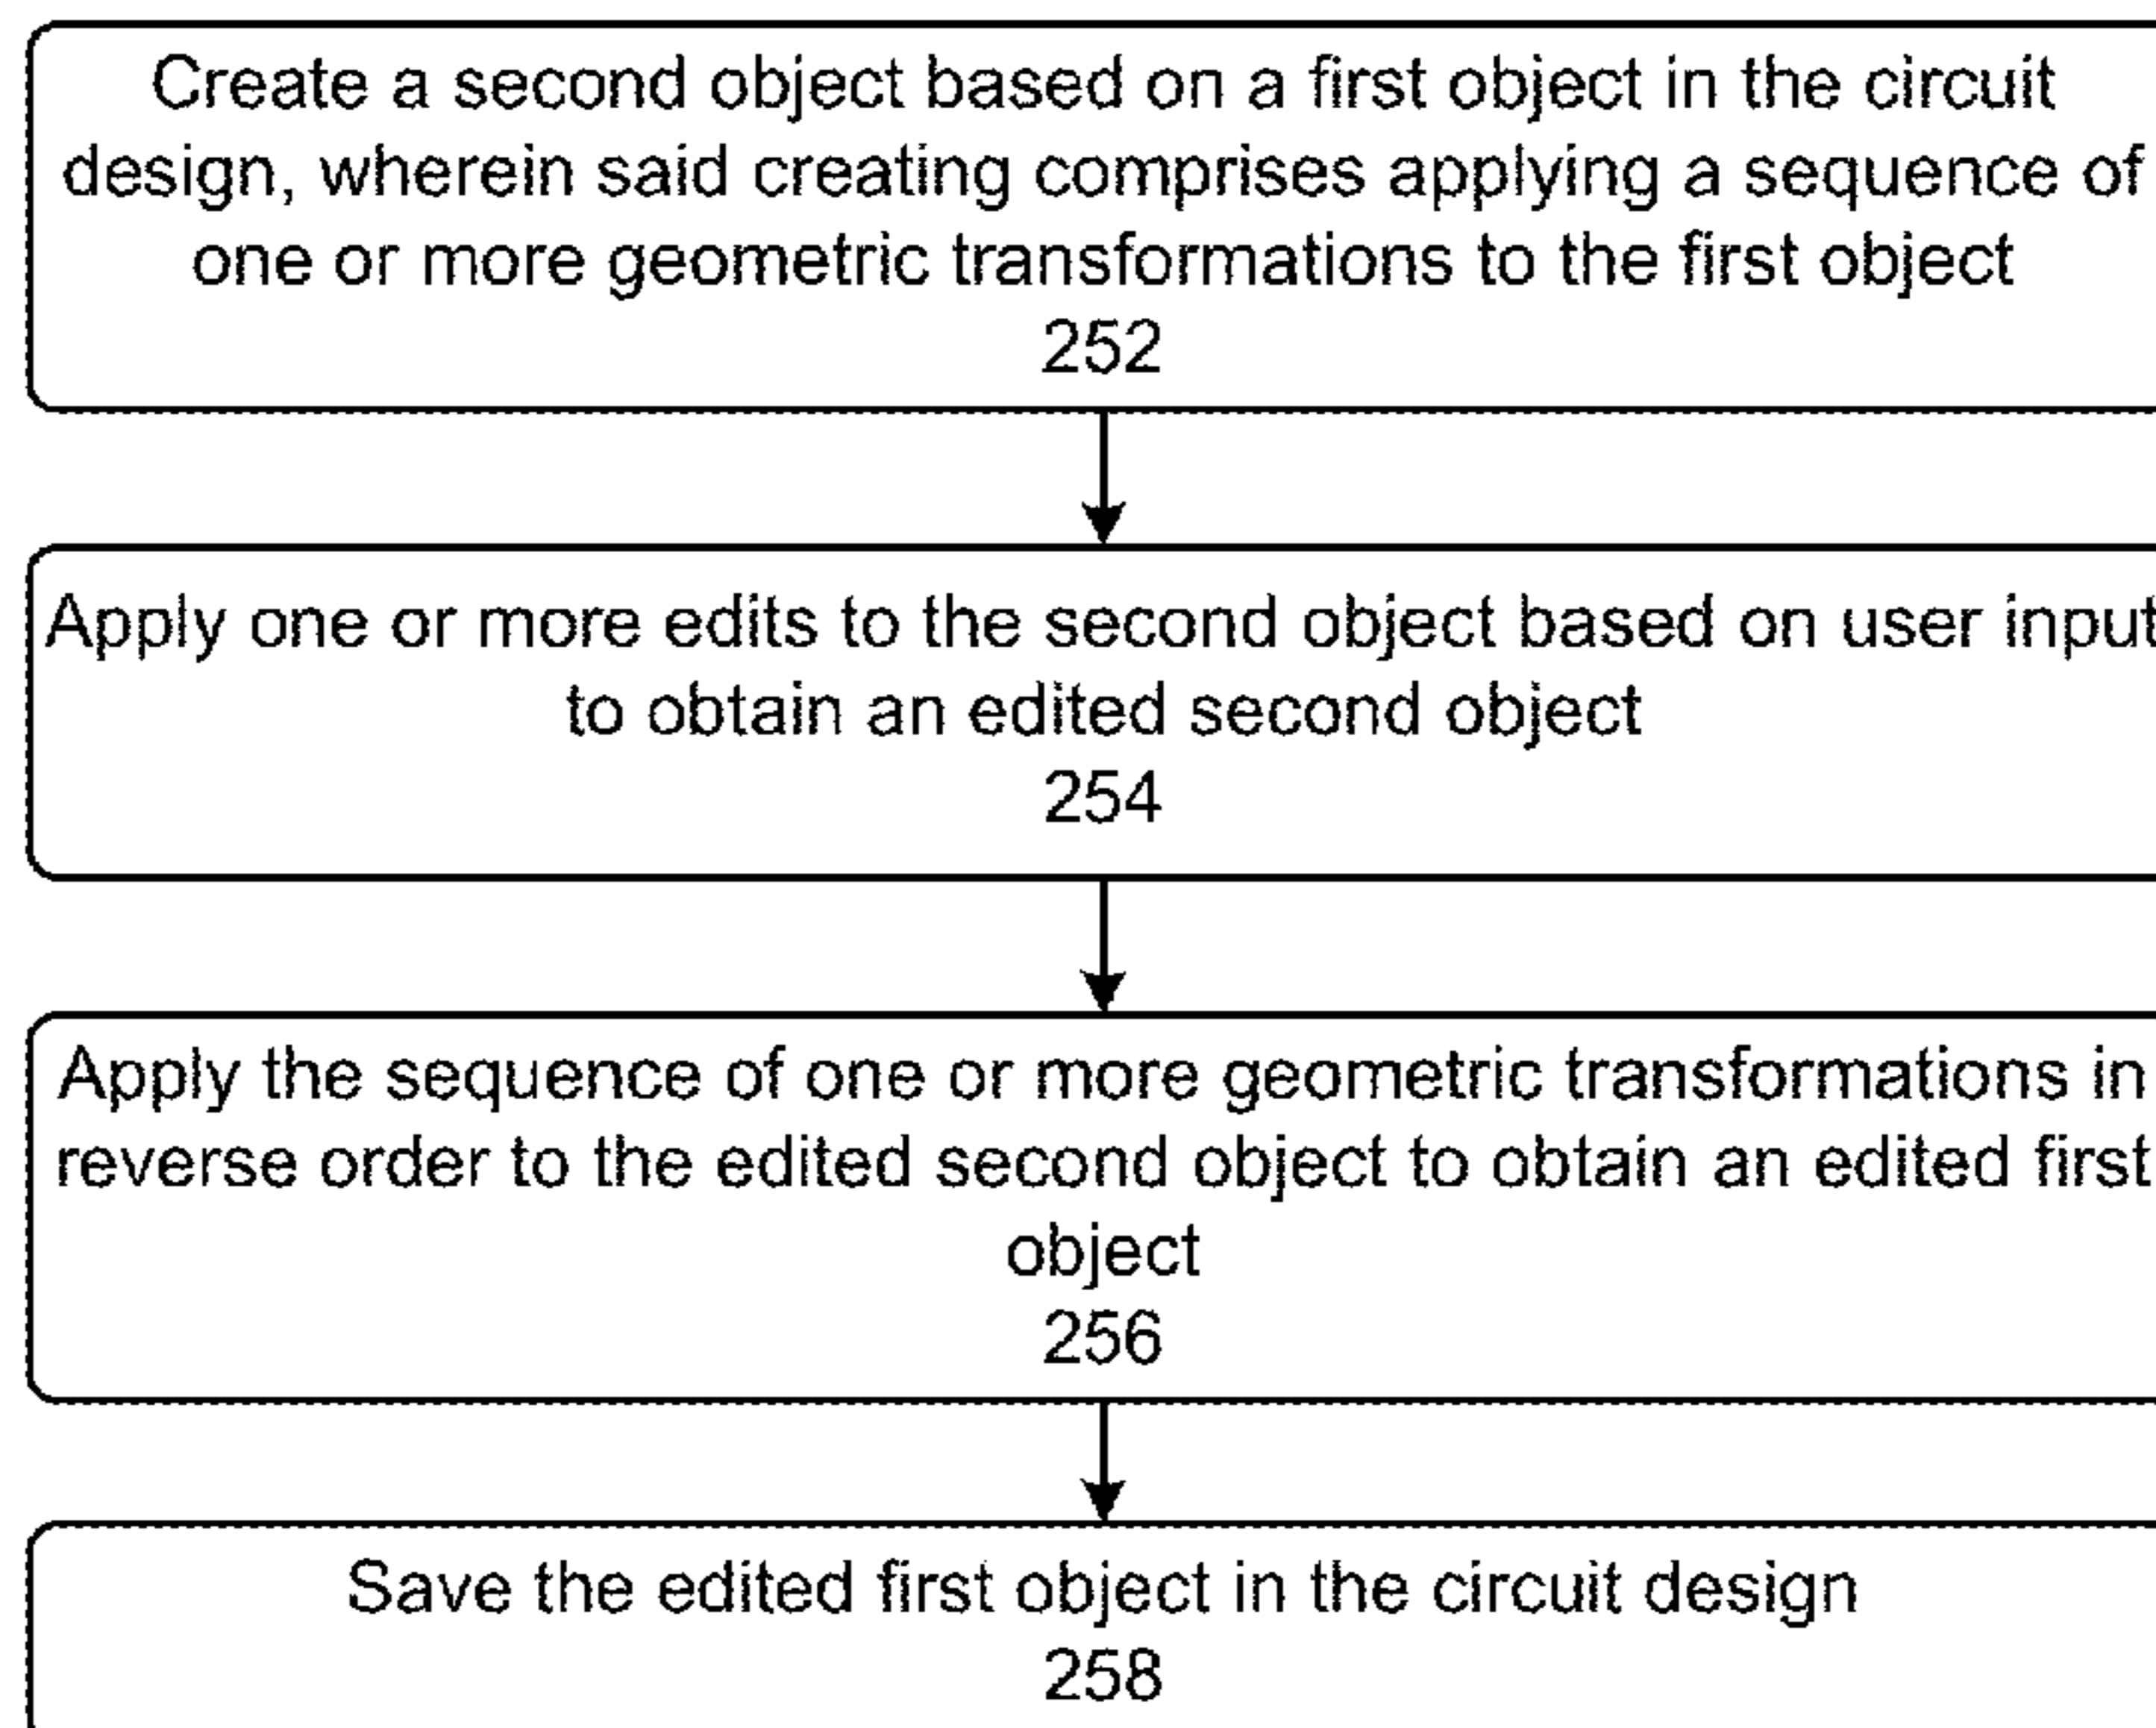 Create a second object based on a first object in the circuit
design, wherein said creating comprises applying a sequence of
one or more geometric transformations to the first object
252
Apply one or more edits to the second object based on user input
to obtain an edited second object
254
Apply the sequence of one or more geometric transformations in
reverse order to the edited second object to obtain an edited first
object
256
Save the edited first object in the circuit design
258